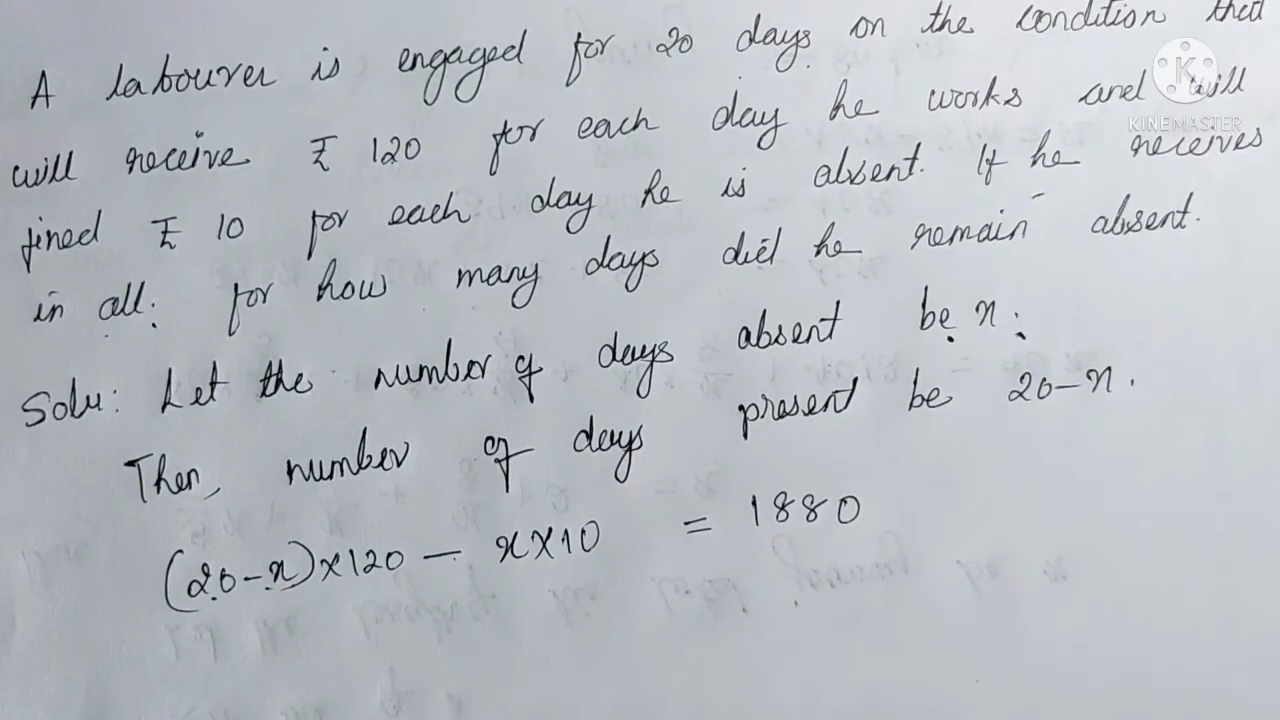 A labourer is engaged for 20 days on the condition that
will receive ₹ 120 for each day he works and will
fined ₹ 10 for each day he is absent. If he receives
in all: for how many days did he remain absent.
Solu: Let the number of days absent be x.
Then, number of days present be 20-x.
(20-x)×120 - x×10 = 1880
KINEMASTER